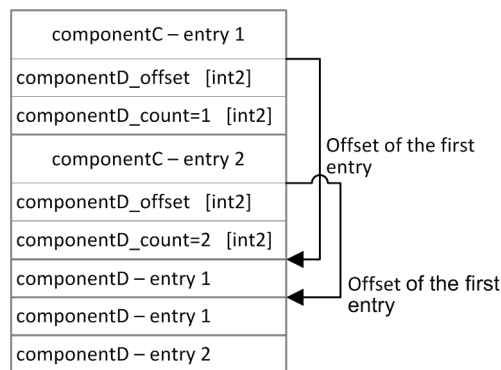 componentC – entry 1
componentD_offset [int2]
componentD_count=1 [int2]
Offset of the first
entry
componentC – entry 2
componentD_offset [int2]
componentD_count=2 [int2]
componentD – entry 1
Offset of the first
entry
componentD – entry 1
componentD – entry 2